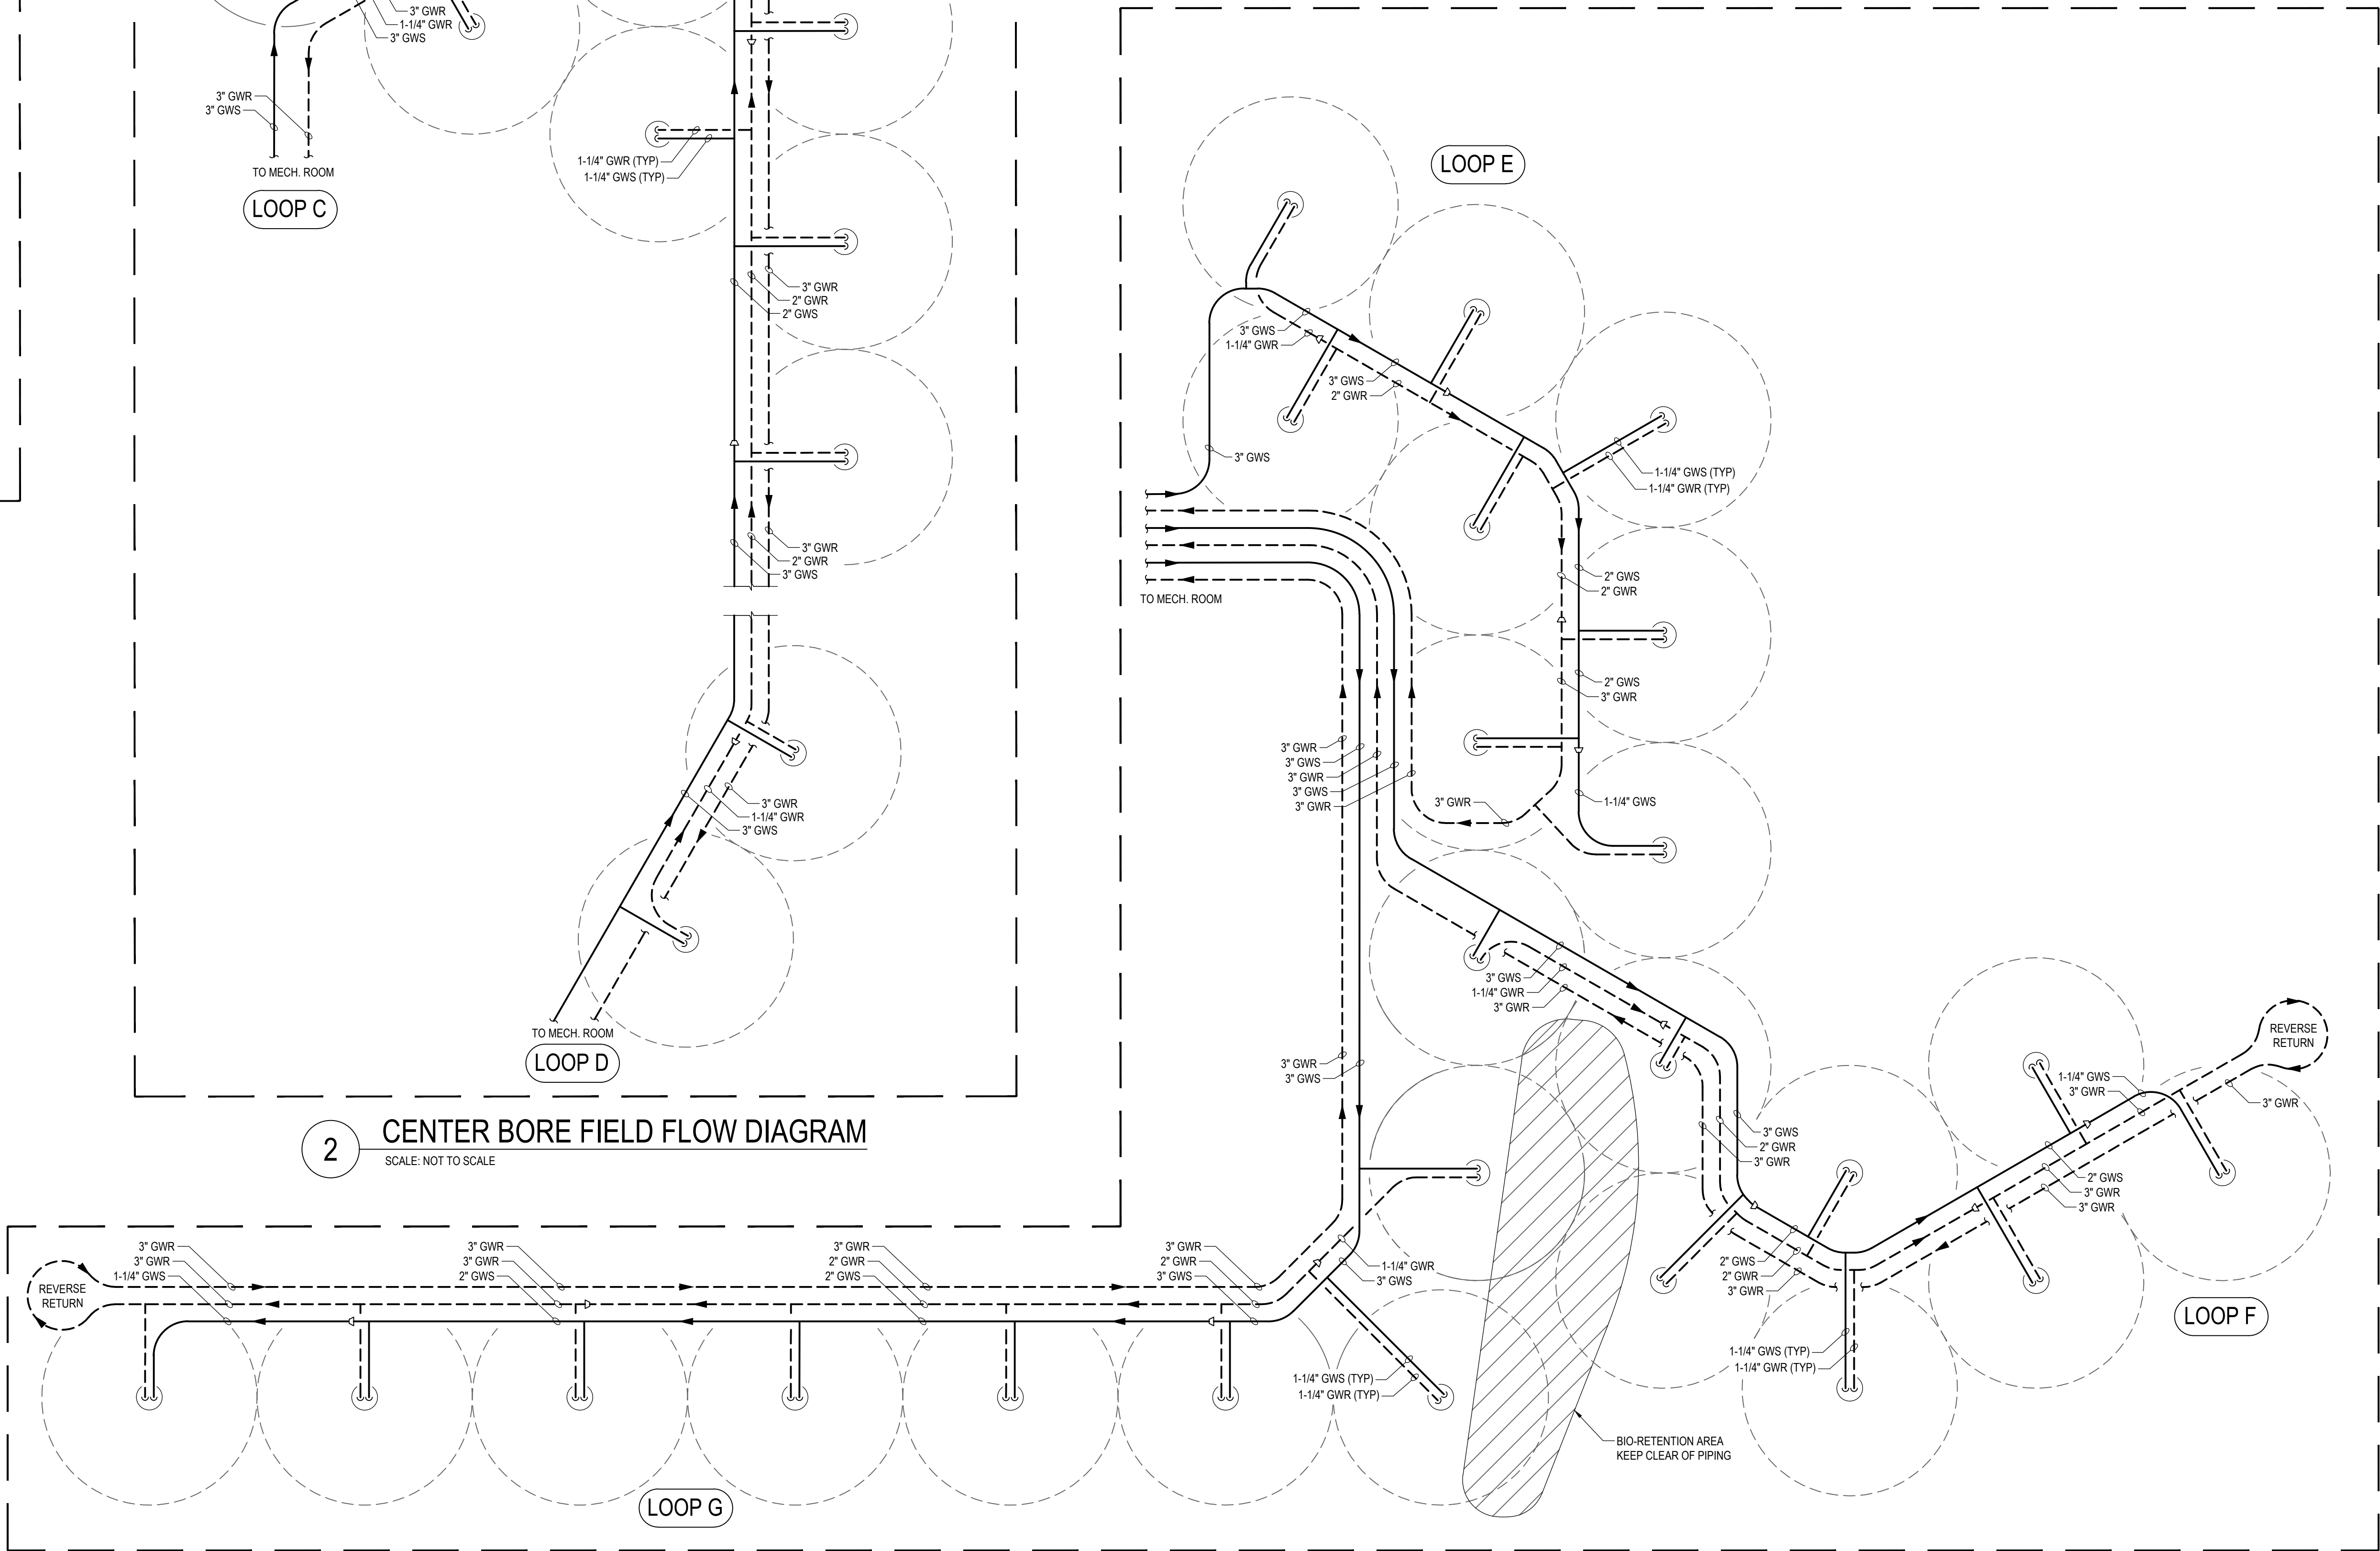 3" GWR
1-1/4" GWR
3" GWS
3" GWR
3" GWS
TO MECH. ROOM
LOOP C
1-1/4" GWR (TYP)
1-1/4" GWS (TYP)
3" GWR
2" GWR
2" GWS
3" GWR
2" GWR
3" GWS
3" GWR
1-1/4" GWR
3" GWS
TO MECH. ROOM
LOOP D
2
CENTER BORE FIELD FLOW DIAGRAM
SCALE: NOT TO SCALE
LOOP E
3" GWS
1-1/4" GWR
3" GWS
2" GWR
3" GWS
1-1/4" GWS (TYP)
1-1/4" GWR (TYP)
2" GWS
2" GWR
TO MECH. ROOM
2" GWS
3" GWR
3" GWR
3" GWS
3" GWR
3" GWS
3" GWR
3" GWR
1-1/4" GWS
3" GWS
1-1/4" GWR
3" GWR
3" GWR
3" GWS
REVERSE
RETURN
1-1/4" GWS
3" GWR
3" GWR
3" GWS
2" GWR
3" GWR
2" GWS
3" GWR
3" GWR
2" GWS
2" GWR
3" GWR
LOOP F
1-1/4" GWS (TYP)
1-1/4" GWR (TYP)
REVERSE
RETURN
3" GWR
3" GWR
1-1/4" GWS
3" GWR
3" GWR
2" GWS
3" GWR
2" GWR
2" GWS
3" GWR
2" GWR
3" GWS
1-1/4" GWR
3" GWS
1-1/4" GWS (TYP)
1-1/4" GWR (TYP)
BIO-RETENTION AREA
KEEP CLEAR OF PIPING
LOOP G